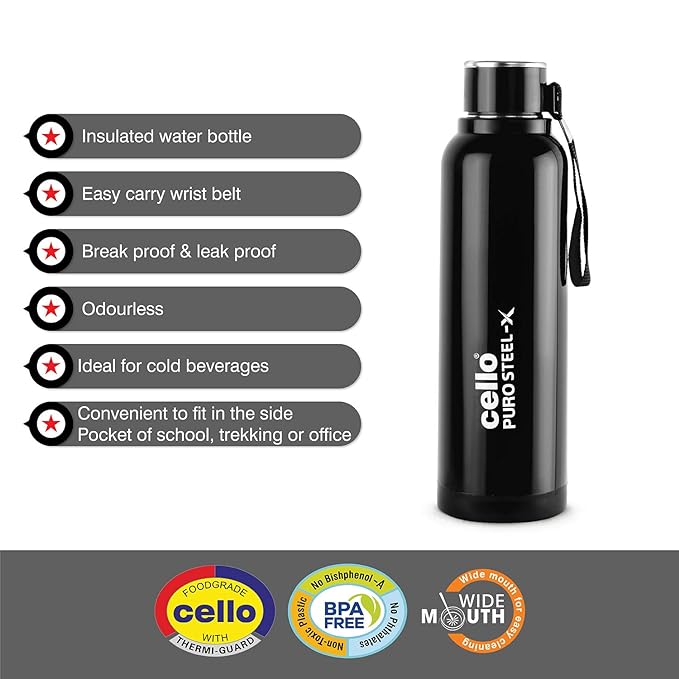 Insulated water bottle
Easy carry wrist belt
Break proof & leak proof
Odourless
Ideal for cold beverages
Convenient to fit in the side
Pocket of school, trekking or office
cello®
PURO STEEL-X
FOODGRADE
cello
WITH
THERMI-GUARD
No Bishphenol-A
Non-Toxic Plastic
BPA
FREE
No Phthalates
Wide mouth for easy cleaning
WIDE
MOUTH